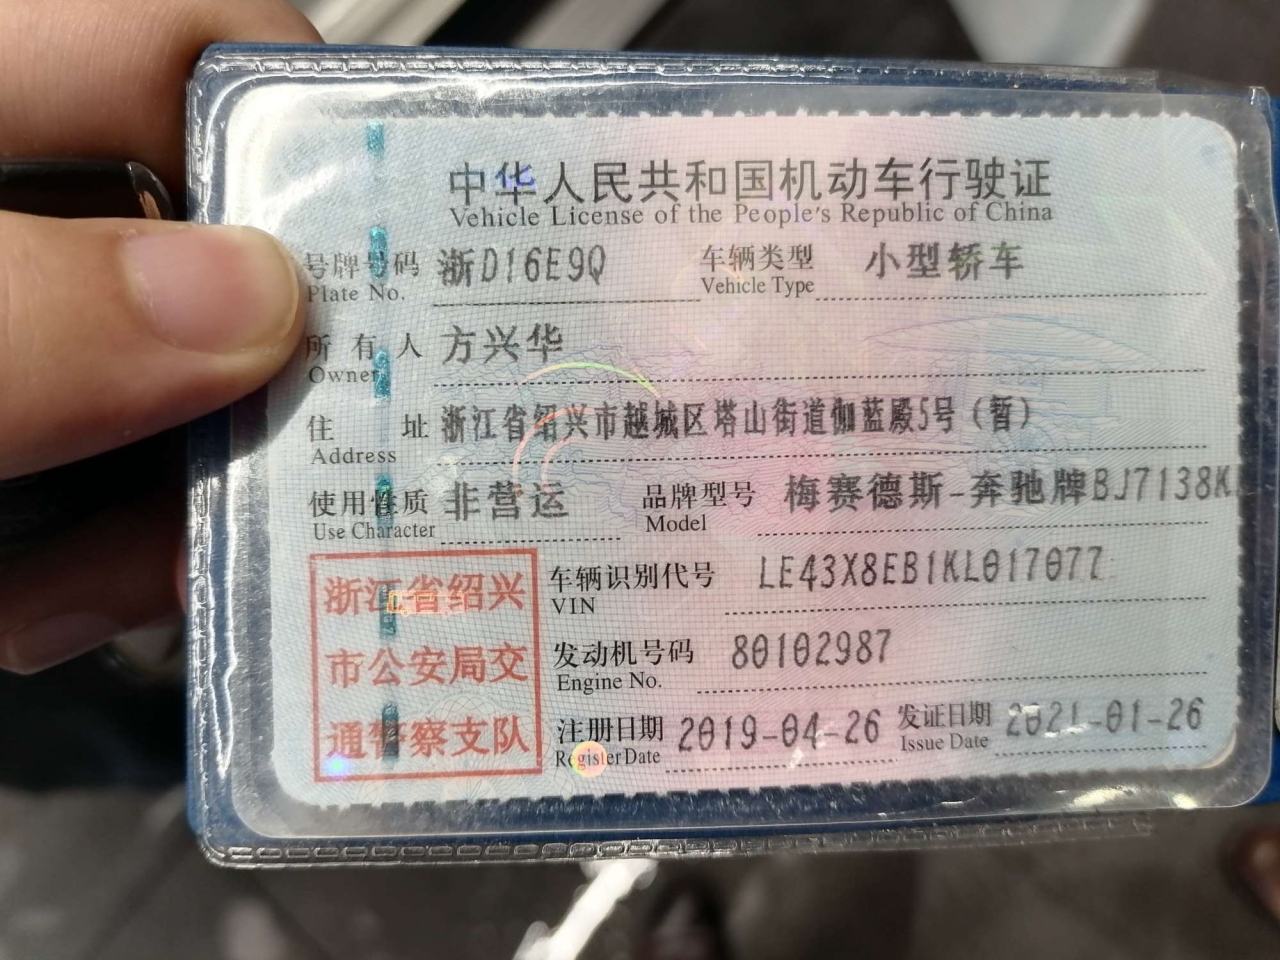 中华人民共和国机动车行驶证
Vehicle License of the People's Republic of China
号牌号码 浙D16E9Q 车辆类型 小型轿车
Plate No. Vehicle Type
所有人 方兴华
Owner
住址 浙江省绍兴市越城区塔山街道伽蓝殿5号（暂）
Address
使用性质 非营运 品牌型号 梅赛德斯-奔驰牌BJ7138K
Use Character Model
车辆识别代号 LE43X8EB1KL017077
VIN
发动机号码 80102987
Engine No.
注册日期 2019-04-26 发证日期 2021-01-26
Register Date Issue Date
浙江省绍兴
市公安局交
通警察支队